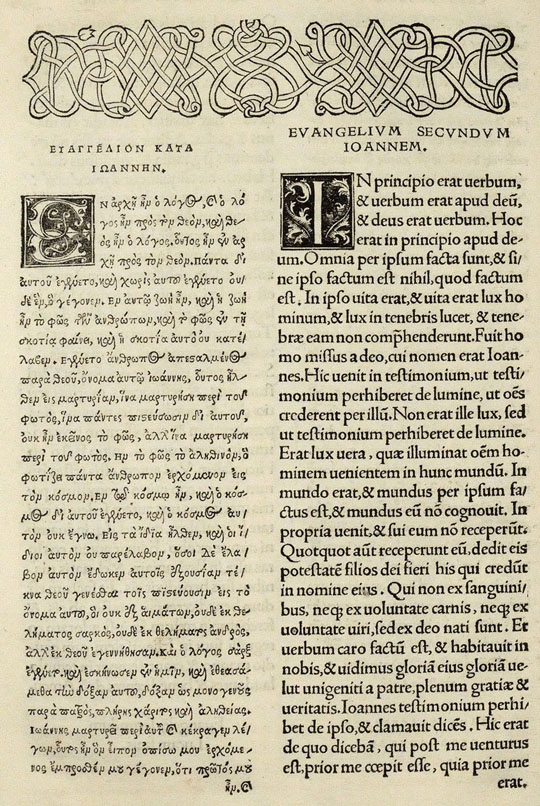 ΕΥΑΓΓΕΛΙΟΝ ΚΑΤΑ
ΙΩΑΝΝΗΝ.
ΕΝ ἀρχῇ ἦν ὁ λόγος, καὶ ὁ λό
γος ἦν πρὸς τὸν θεὸν, καὶ θε-
ὸς ἦν ὁ λόγος. οὗτος ἦν ἐν ἀρ
χῇ πρὸς τὸν θεόν. πάντα δι
αὐτοῦ ἐγένετο, καὶ χωρὶς αὐτοῦ ἐγένετο οὐ/
δὲ ἕν, ὃ γέγονεν. Εν αὐτῷ ζωὴ ἦν, καὶ ἡ ζωὴ
ἦν τὸ φῶς τῶν ἀνθρώπων, καὶ τὸ φῶς ἐν τῇ
σκοτίᾳ φαίνει, καὶ ἡ σκοτία αὐτὸ οὐ κατέ
λαβεν. Εγένετο ἄνθρωπος ἀπεσαλμένος
παρὰ θεοῦ, ὄνομα αὐτῷ ἰωάννης, οὗτος ἦλ-
θεν εἰς μαρτυρίαν, ἵνα μαρτυρήσῃ περὶ τοῦ
φωτός, ἵνα πάντες πιστεύσωσιν δι αὐτοῦ,
οὐκ ἦν ἐκεῖνος τὸ φῶς, ἀλλ ἵνα μαρτυρήσῃ
περὶ τοῦ φωτός. Ην τὸ φῶς τὸ ἀληθινὸν, ὃ
φωτίζει πάντα ἄνθρωπον ἐρχόμενον εἰς
τὸν κόσμον. Εν τῷ κόσμῳ ἦν, καὶ ὁ κόσ-
μος δι αὐτοῦ ἐγένετο, καὶ ὁ κόσμος αυ/
τὸν οὐκ ἔγνω. Εἰς τὰ ἴδια ἦλθεν, καὶ οἱ ἴ/
διοι αὐτὸν οὐ παρέλαβον, ὅσοι δὲ ἔλα/
βον αὐτὸν ἔδωκεν αὐτοῖς ἐξουσίαν τέ/
κνα θεοῦ γενέσθαι τοῖς πιστεύουσιν εἰς τὸ
ὄνομα αὐτοῦ, οἳ οὐκ ἐξ αἱμάτων, οὐδὲ ἐκ θε-
λήματος σαρκός, οὐδὲ ἐκ θελήματος ἀνδρός,
ἀλλ ἐκ θεοῦ ἐγεννήθησαν. καὶ ὁ λόγος σὰρξ
ἐγένετο, καὶ ἐσκήνωσεν ἐν ἡμῖν, καὶ ἐθεασά-
μεθα τὴν δόξαν αὐτοῦ, δόξαν ὡς μονογενοῦς
παρὰ πατρός, πλήρης χάριτος καὶ ἀληθείας.
Ιωάννης μαρτυρεῖ περὶ αὐτοῦ καὶ κέκραγεν λέ/
γων, οὗτος ἦν ὃν εἶπον ὀπίσω μου ἐρχόμε-
νος ἔμπροσθέν μου γέγονεν, ὅτι πρῶτός μου
ἦν.
EVANGELIVM SECVNDVM
IOANNEM.
IN principio erat uerbum,
& uerbum erat apud deū,
& deus erat uerbum. Hoc
erat in principio apud de-
um. Omnia per ipsum facta sunt, & si/
ne ipso factum est nihil, quod factum
est. In ipso uita erat, & uita erat lux ho
minum, & lux in tenebris lucet, & tene-
bræ eam non cōp̄henderunt. Fuit ho
mo missus a deo, cui nomen erat Ioan-
nes. Hic uenit in testimonium, ut testi/
monium perhiberet de lumine, ut oēs
crederent per illū. Non erat ille lux, sed
ut testimonium perhiberet de lumine.
Erat lux uera, quæ illuminat oēm ho-
minem uenientem in hunc mundū. In
mundo erat, & mundus per ipsum fa/
ctus est, & mundus eū nō cognouit. In
propria uenit, & sui eum nō receperūt.
Quotquot aūt receperunt eū, dedit eis
potestatē filios dei fieri his qui credūt
in nomine eius. Qui non ex sanguini/
bus, neq; ex uoluntate carnis, neq; ex
uoluntate uiri, sed ex deo nati sunt. Et
uerbum caro factū est, & habitauit in
nobis, & uidimus gloriā eius gloriā ue-
lut unigeniti a patre, plenum gratiæ &
ueritatis. Ioannes testimonium perhi/
bet de ipso, & clamauit dicēs. Hic erat
de quo dicebā, qui post me uenturus
est, prior me cœpit esse, quia prior me
erat.